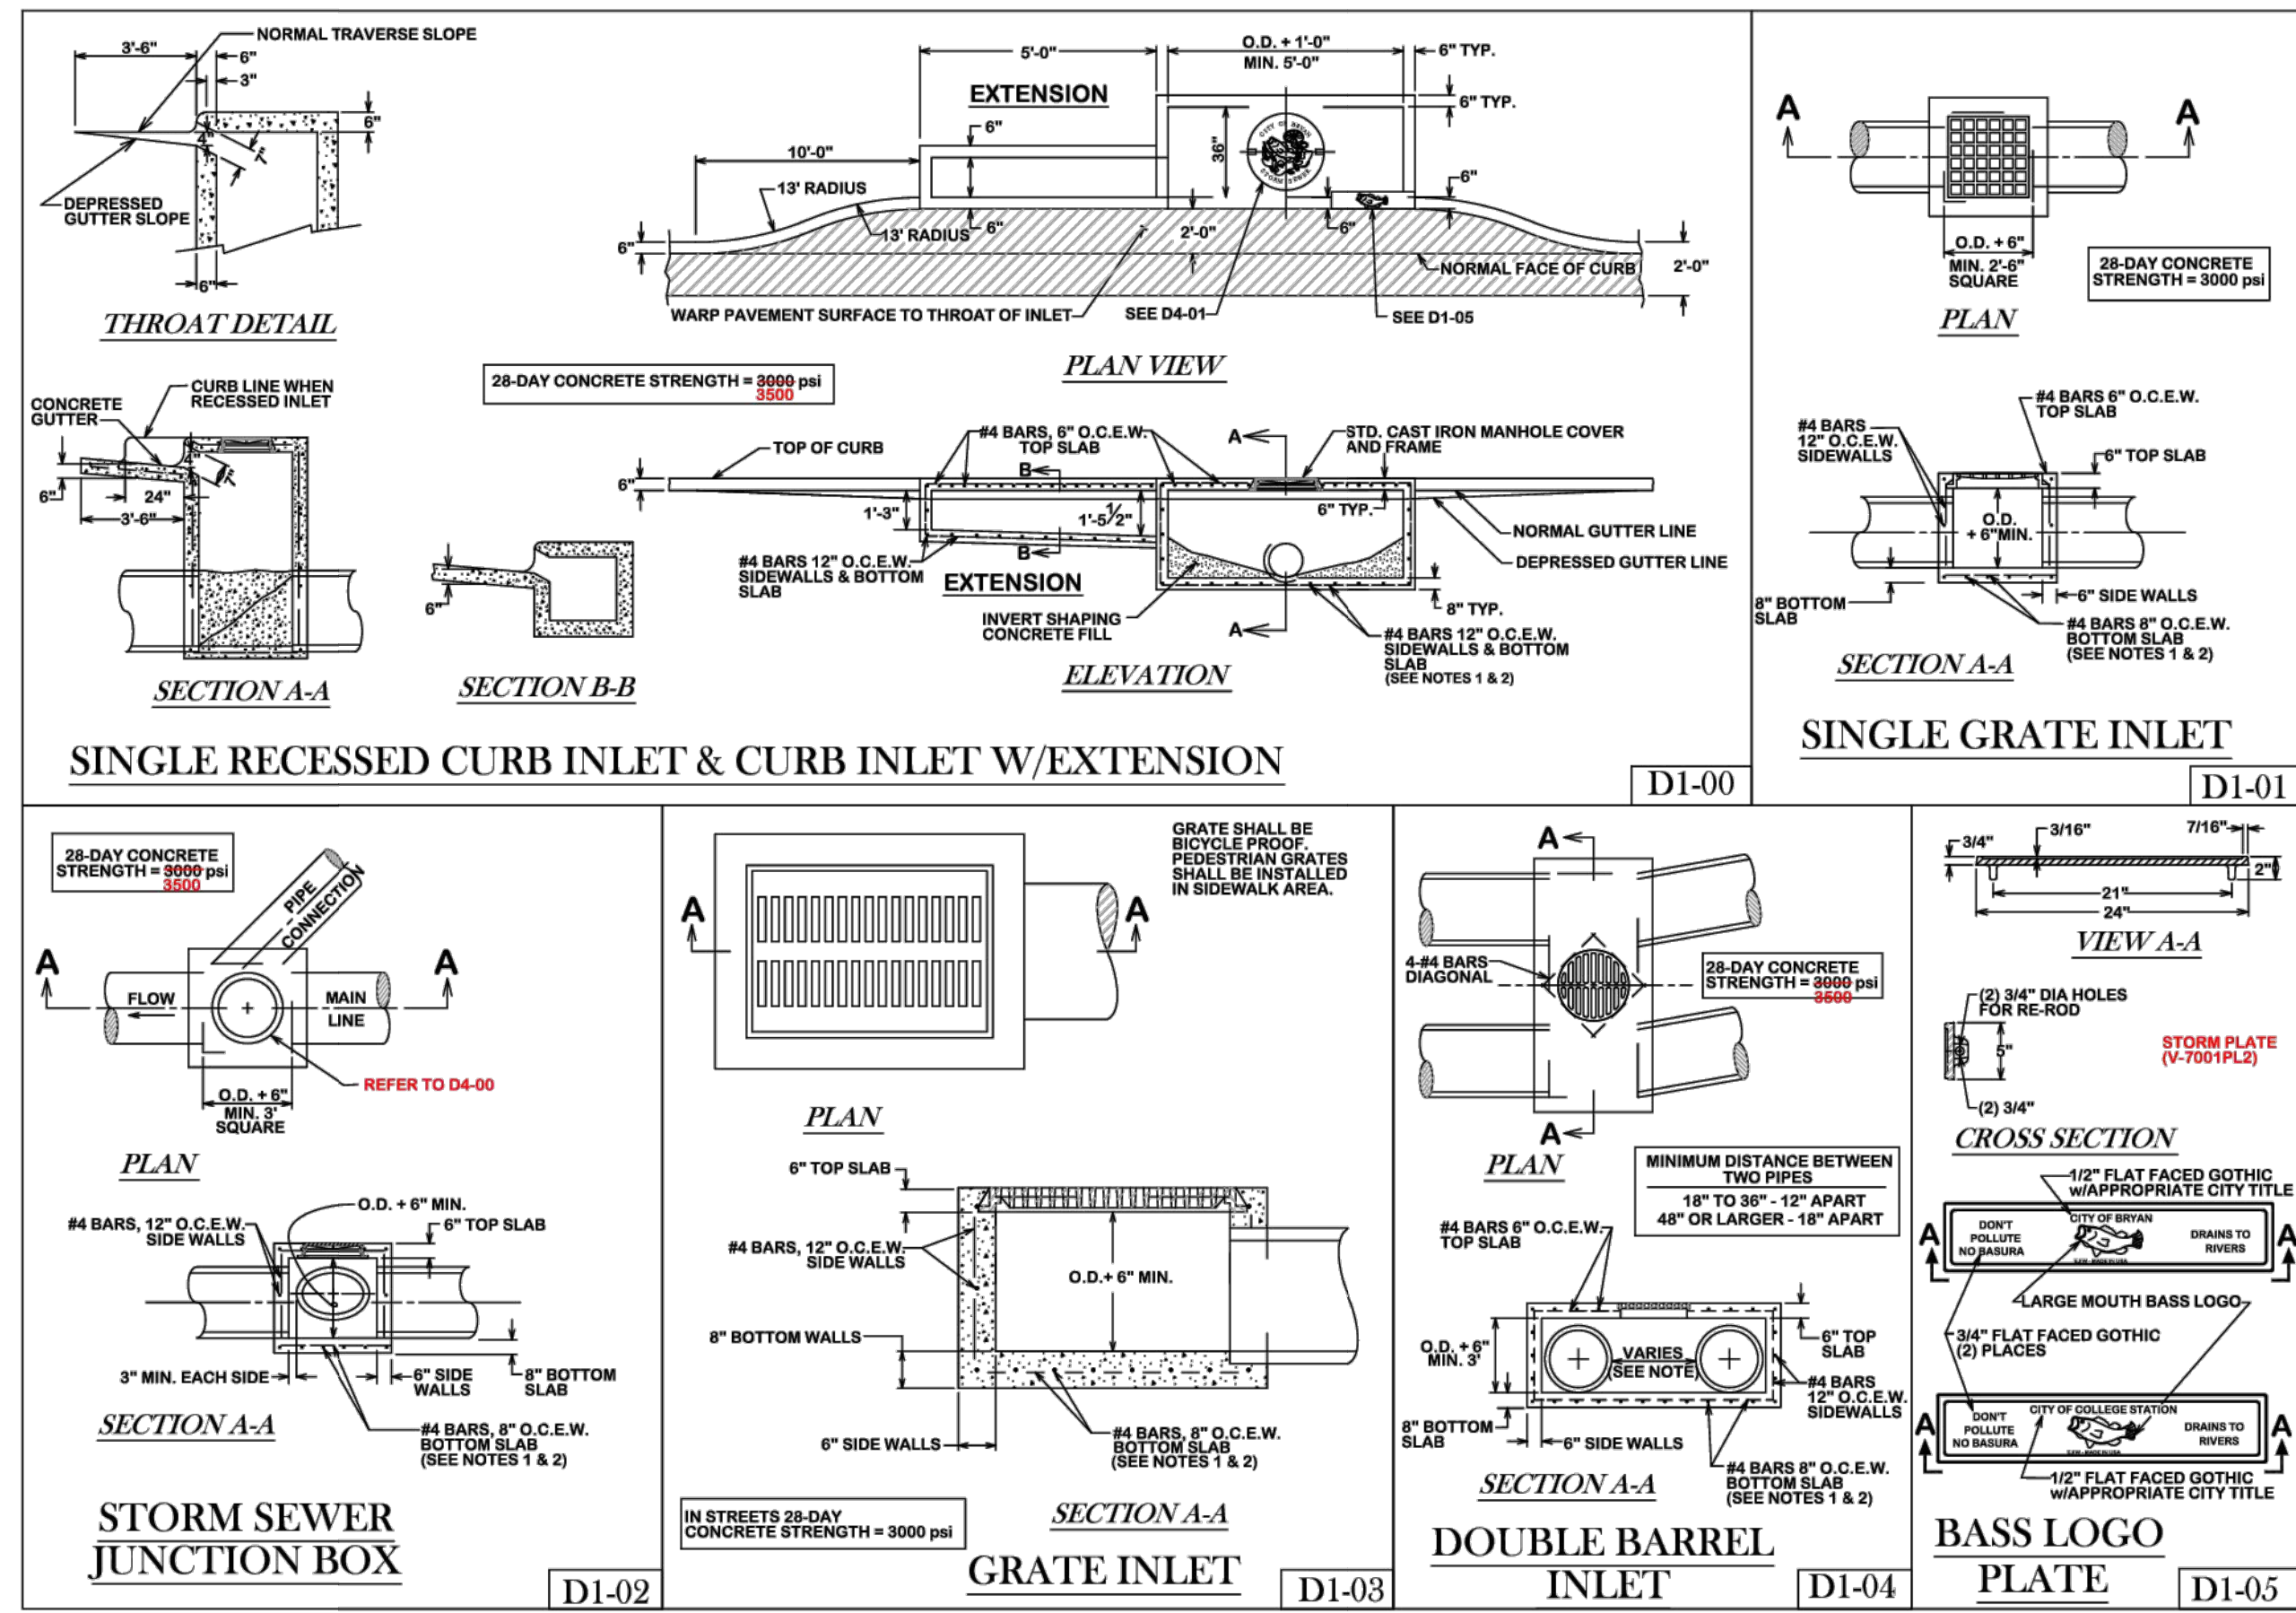 NORMAL TRAVERSE SLOPE
3'-6"
6"
3"
6"
4"
7"
DEPRESSED
GUTTER SLOPE
6"
THROAT DETAIL
5'-0"
O.D. + 1'-0"
MIN. 5'-0"
6" TYP.
EXTENSION
6" TYP.
6"
36"
CITY OF BRYAN
STORM SEWER
10'-0"
13' RADIUS
6"
13' RADIUS
6"
2'-0"
6"
6"
NORMAL FACE OF CURB
2'-0"
WARP PAVEMENT SURFACE TO THROAT OF INLET
SEE D4-01
SEE D1-05
PLAN VIEW
28-DAY CONCRETE STRENGTH = 3000 psi
3500
CURB LINE WHEN
RECESSED INLET
CONCRETE
GUTTER
4"
7"
6"
24"
3'-6"
SECTION A-A
6"
SECTION B-B
TOP OF CURB
#4 BARS, 6" O.C.E.W.
TOP SLAB
A
STD. CAST IRON MANHOLE COVER
AND FRAME
B
6"
1'-3"
1'-5 1/2"
6" TYP.
NORMAL GUTTER LINE
B
#4 BARS 12" O.C.E.W.
SIDEWALLS & BOTTOM
SLAB
EXTENSION
DEPRESSED GUTTER LINE
INVERT SHAPING
CONCRETE FILL
A
8" TYP.
#4 BARS 12" O.C.E.W.
SIDEWALLS & BOTTOM
SLAB
(SEE NOTES 1 & 2)
ELEVATION
SINGLE RECESSED CURB INLET & CURB INLET W/EXTENSION
D1-00
A
A
O.D. + 6"
MIN. 2'-6"
SQUARE
28-DAY CONCRETE
STRENGTH = 3000 psi
PLAN
#4 BARS 6" O.C.E.W.
TOP SLAB
#4 BARS
12" O.C.E.W.
SIDEWALLS
6" TOP SLAB
O.D.
+ 6"MIN.
8" BOTTOM
SLAB
6" SIDE WALLS
#4 BARS 8" O.C.E.W.
BOTTOM SLAB
(SEE NOTES 1 & 2)
SECTION A-A
SINGLE GRATE INLET
D1-01
28-DAY CONCRETE
STRENGTH = 3000 psi
3500
PIPE
CONNECTION
A
A
FLOW
MAIN
LINE
REFER TO D4-00
O.D. + 6"
MIN. 3'
SQUARE
PLAN
O.D. + 6" MIN.
#4 BARS, 12" O.C.E.W.
SIDE WALLS
6" TOP SLAB
3" MIN. EACH SIDE
6" SIDE
WALLS
8" BOTTOM
SLAB
#4 BARS, 8" O.C.E.W.
BOTTOM SLAB
(SEE NOTES 1 & 2)
SECTION A-A
STORM SEWER
JUNCTION BOX
D1-02
GRATE SHALL BE
BICYCLE PROOF.
PEDESTRIAN GRATES
SHALL BE INSTALLED
IN SIDEWALK AREA.
A
A
PLAN
6" TOP SLAB
#4 BARS, 12" O.C.E.W.
SIDE WALLS
O.D.+ 6" MIN.
8" BOTTOM WALLS
6" SIDE WALLS
#4 BARS, 8" O.C.E.W.
BOTTOM SLAB
(SEE NOTES 1 & 2)
IN STREETS 28-DAY
CONCRETE STRENGTH = 3000 psi
SECTION A-A
GRATE INLET
D1-03
A
4-#4 BARS
DIAGONAL
28-DAY CONCRETE
STRENGTH = 3000 psi
3500
A
PLAN
MINIMUM DISTANCE BETWEEN
TWO PIPES
18" TO 36" - 12" APART
48" OR LARGER - 18" APART
#4 BARS 6" O.C.E.W.
TOP SLAB
O.D. + 6"
MIN. 3'
VARIES
(SEE NOTE)
6" TOP
SLAB
#4 BARS
12" O.C.E.W.
SIDEWALLS
8" BOTTOM
SLAB
6" SIDE WALLS
#4 BARS 8" O.C.E.W.
BOTTOM SLAB
(SEE NOTES 1 & 2)
SECTION A-A
DOUBLE BARREL
INLET
D1-04
3/4"
3/16"
7/16"
2"
21"
24"
VIEW A-A
(2) 3/4" DIA HOLES
FOR RE-ROD
5"
STORM PLATE
(V-7001PL2)
(2) 3/4"
CROSS SECTION
1/2" FLAT FACED GOTHIC
w/APPROPRIATE CITY TITLE
A
A
DON'T
POLLUTE
NO BASURA
CITY OF BRYAN
DRAINS TO
RIVERS
MADE IN USA
LARGE MOUTH BASS LOGO
3/4" FLAT FACED GOTHIC
(2) PLACES
A
A
DON'T
POLLUTE
NO BASURA
CITY OF COLLEGE STATION
DRAINS TO
RIVERS
MADE IN USA
1/2" FLAT FACED GOTHIC
w/APPROPRIATE CITY TITLE
BASS LOGO
PLATE
D1-05